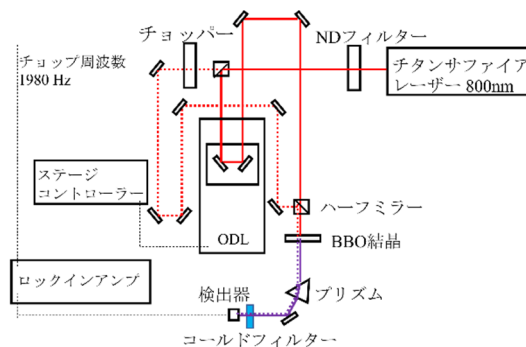 チョッパー
NDフィルター
チョップ周波数
1980 Hz
チタンサファイア
レーザー 800nm
ステージ
コントローラー
ODL
ハーフミラー
BBO結晶
ロックインアンプ
検出器
プリズム
コールドフィルター